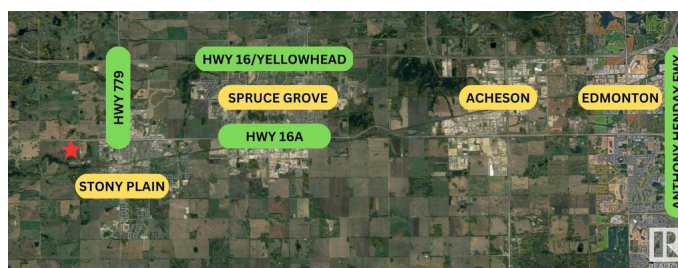 HWY 16/YELLOWHEAD
HWY 779
SPRUCE GROVE
ACHESON
EDMONTON
ANTHONY HENDAY FWY
HWY 16A
STONY PLAIN